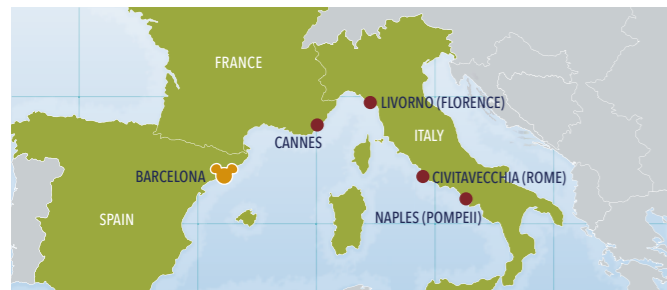 FRANCE
LIVORNO (FLORENCE)
ITALY
CANNES
BARCELONA
CIVITAVECCHIA (ROME)
SPAIN
NAPLES (POMPEII)